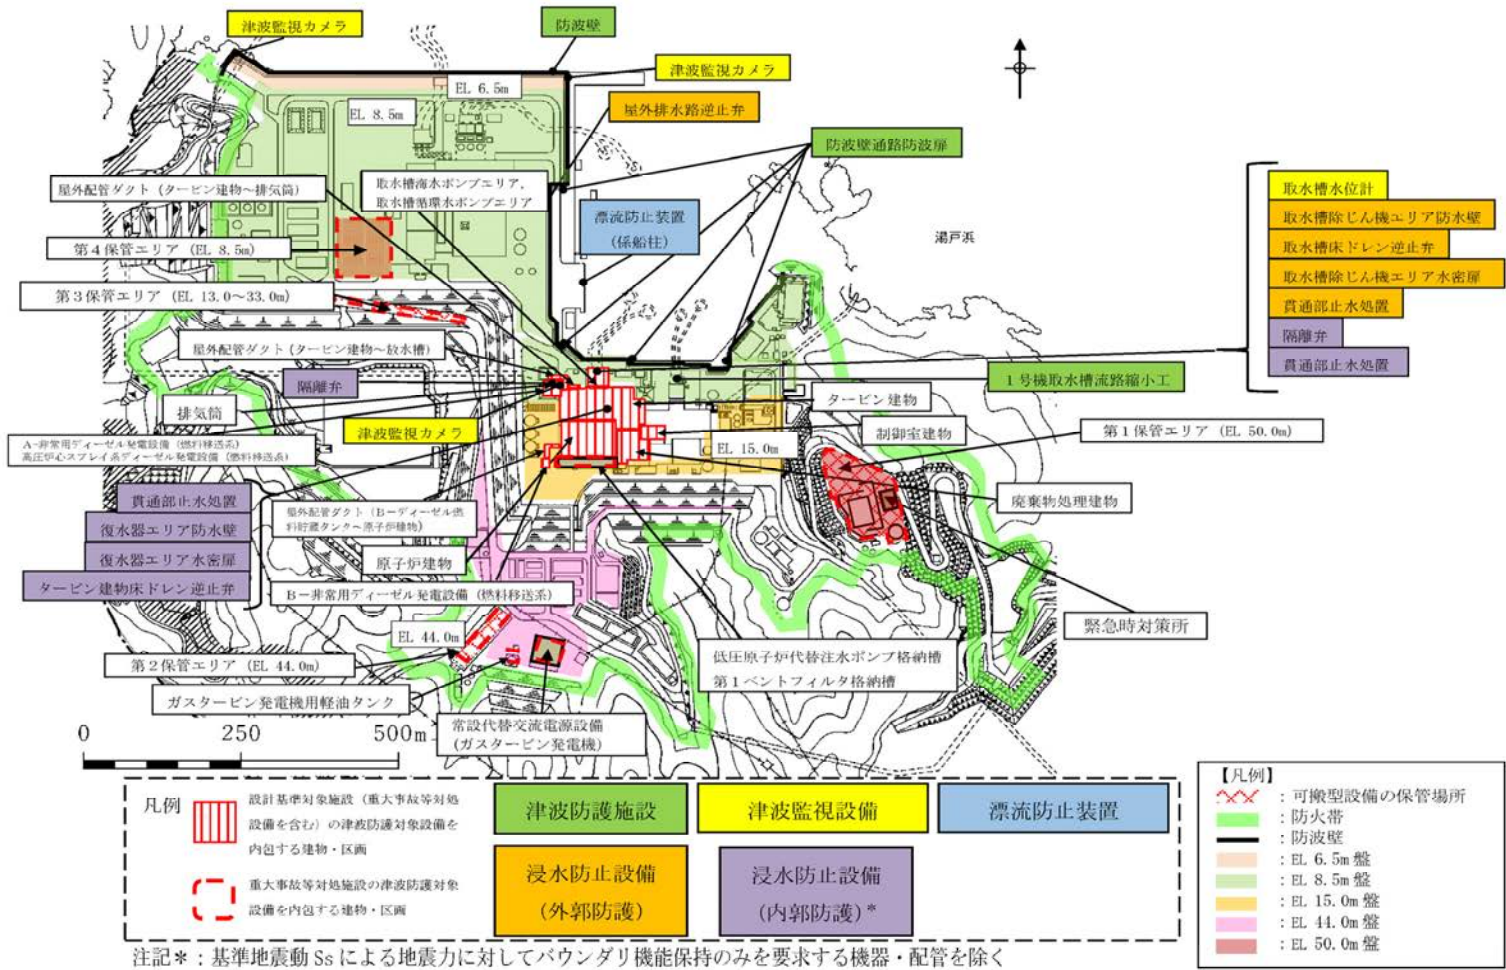 津波監視カメラ
防波壁
津波監視カメラ
EL 6.5m
EL 8.5m
屋外排水路逆止弁
防波壁通路防波扉
屋外配管ダクト（タービン建物～排気筒）
取水槽海水ポンプエリア，
取水槽循環水ポンプエリア
漂流防止装置
（係船柱）
湯戸浜
取水槽水位計
取水槽除じん機エリア防水壁
取水槽床ドレン逆止弁
取水槽除じん機エリア水密扉
貫通部止水処置
隔離弁
貫通部止水処置
第4保管エリア（EL 8.5m）
第3保管エリア（EL 13.0～33.0m）
屋外配管ダクト（タービン建物～放水槽）
隔離弁
排気筒
津波監視カメラ
A-非常用ディーゼル発電設備（燃料移送系）
高圧炉心スプレイ系ディーゼル発電設備（燃料移送系）
1号機取水槽流路縮小工
タービン建物
制御室建物
EL 15.0m
第1保管エリア（EL 50.0m）
廃棄物処理建物
貫通部止水処置
復水器エリア防水壁
復水器エリア水密扉
タービン建物床ドレン逆止弁
屋外配管ダクト（B－ディーゼル燃
料貯蔵タンク～原子炉建物）
原子炉建物
B－非常用ディーゼル発電設備（燃料移送系）
緊急時対策所
EL 44.0m
第2保管エリア（EL 44.0m）
ガスタービン発電機用軽油タンク
低圧原子炉代替注水ポンプ格納槽
第1ベントフィルタ格納槽
常設代替交流電源設備
（ガスタービン発電機）
0 250 500m
凡例
設計基準対象施設（重大事故等対処
設備を含む）の津波防護対象設備を
内包する建物・区画
重大事故等対処施設の津波防護対象
設備を内包する建物・区画
津波防護施設
津波監視設備
漂流防止装置
浸水防止設備
（外郭防護）
浸水防止設備
（内郭防護）*
【凡例】
：可搬型設備の保管場所
：防火帯
：防波壁
：EL 6.5m 盤
：EL 8.5m 盤
：EL 15.0m 盤
：EL 44.0m 盤
：EL 50.0m 盤
注記*：基準地震動 Ss による地震力に対してバウンダリ機能保持のみを要求する機器・配管を除く